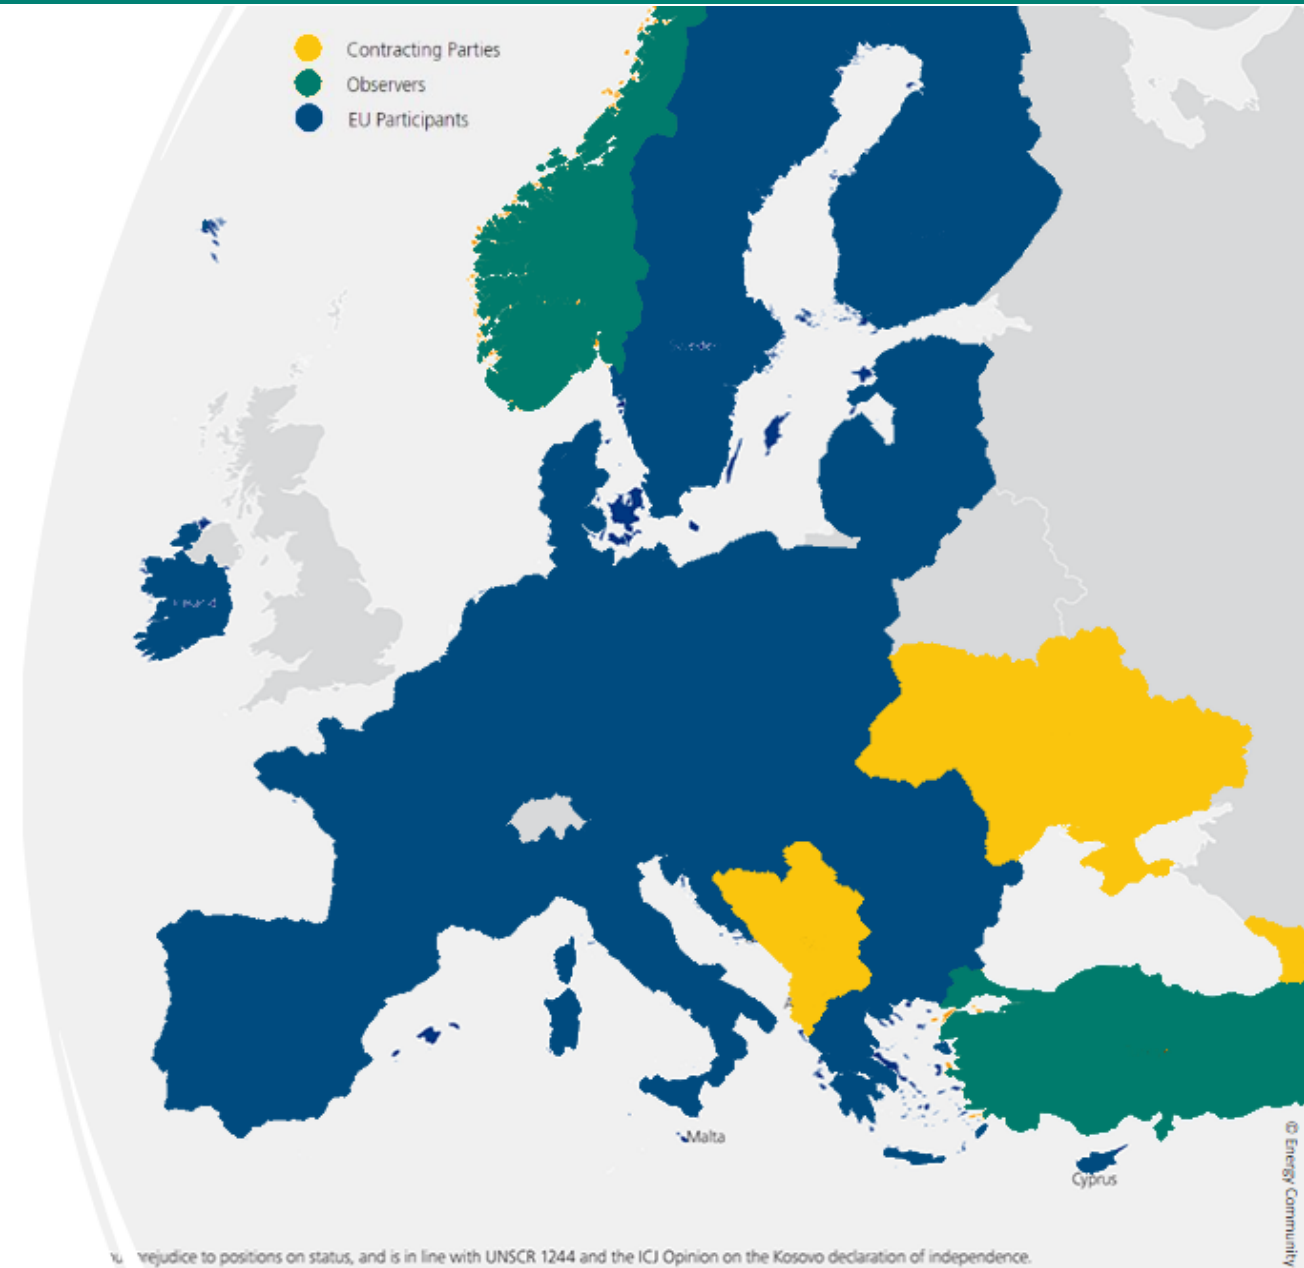 Contracting Parties
Observers
EU Participants
Malta
Cyprus
© Energy Community
to positions on status, and is in line with UNSCR 1244 and the ICJ Opinion on the Kosovo declaration of independence.